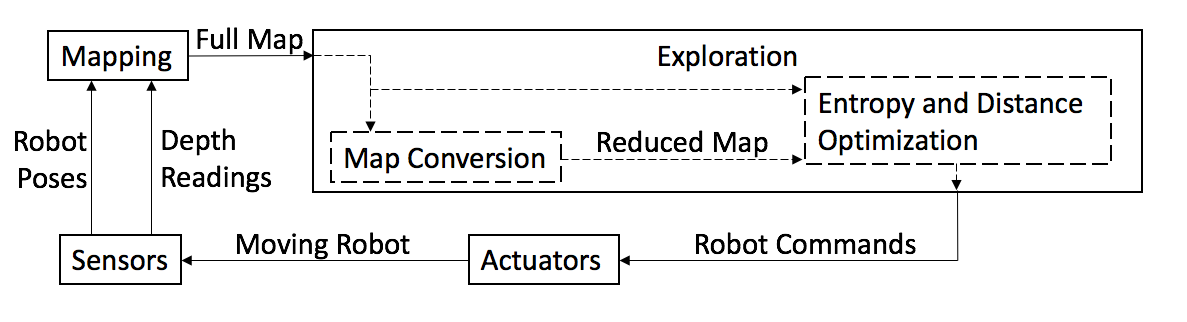 Full Map
Mapping
Exploration
Entropy and Distance
Optimization
Robot
Poses
Depth
Readings
Map Conversion
Reduced Map
Moving Robot
Robot Commands
Sensors
Actuators